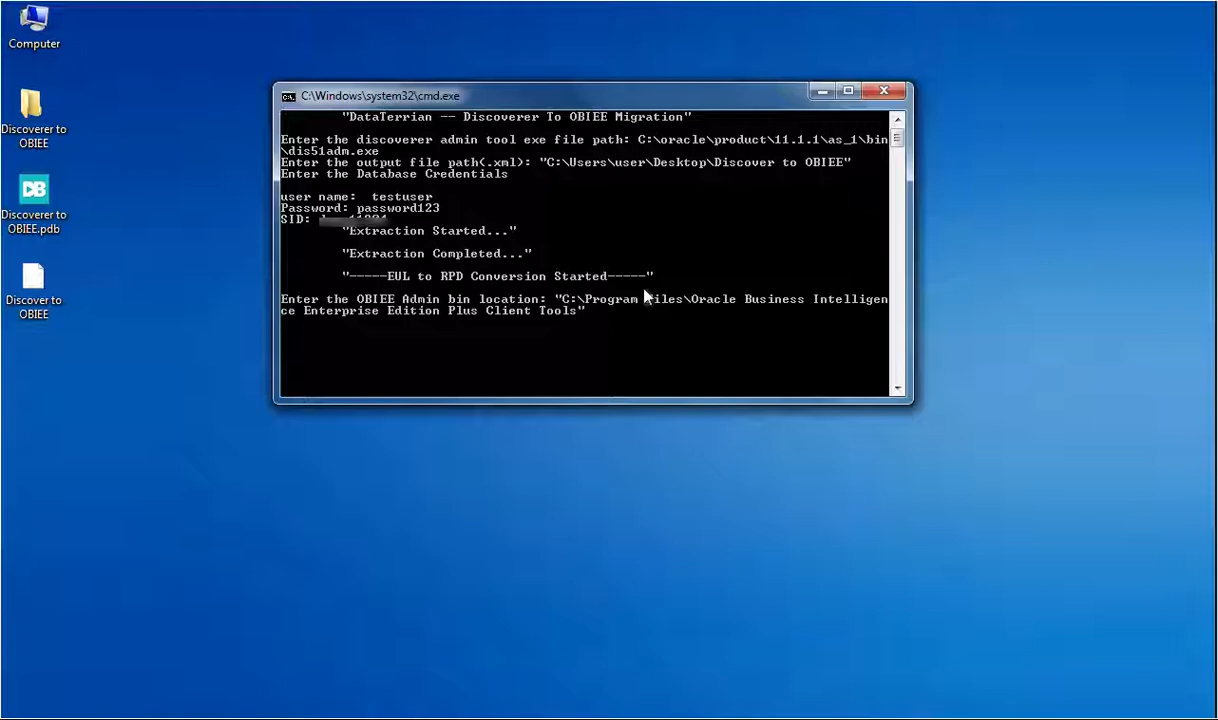 Computer
Discoverer to
OBIEE
Discoverer to
OBIEE.pdb
Discover to
OBIEE
C:\Windows\system32\cmd.exe
"DataTerrian -- Discoverer To OBIEE Migration"
Enter the discoverer admin tool exe file path: C:\oracle\product\11.1.1\as_1\bin
\dis51adm.exe
Enter the output file path(.xml): "C:\Users\user\Desktop\Discover to OBIEE"
Enter the Database Credentials
user name: testuser
Password: password123
SID:
"Extraction Started..."
"Extraction Completed..."
"-----EUL to RPD Conversion Started-----"
Enter the OBIEE Admin bin location: "C:\Program Files\Oracle Business Intelligen
ce Enterprise Edition Plus Client Tools"